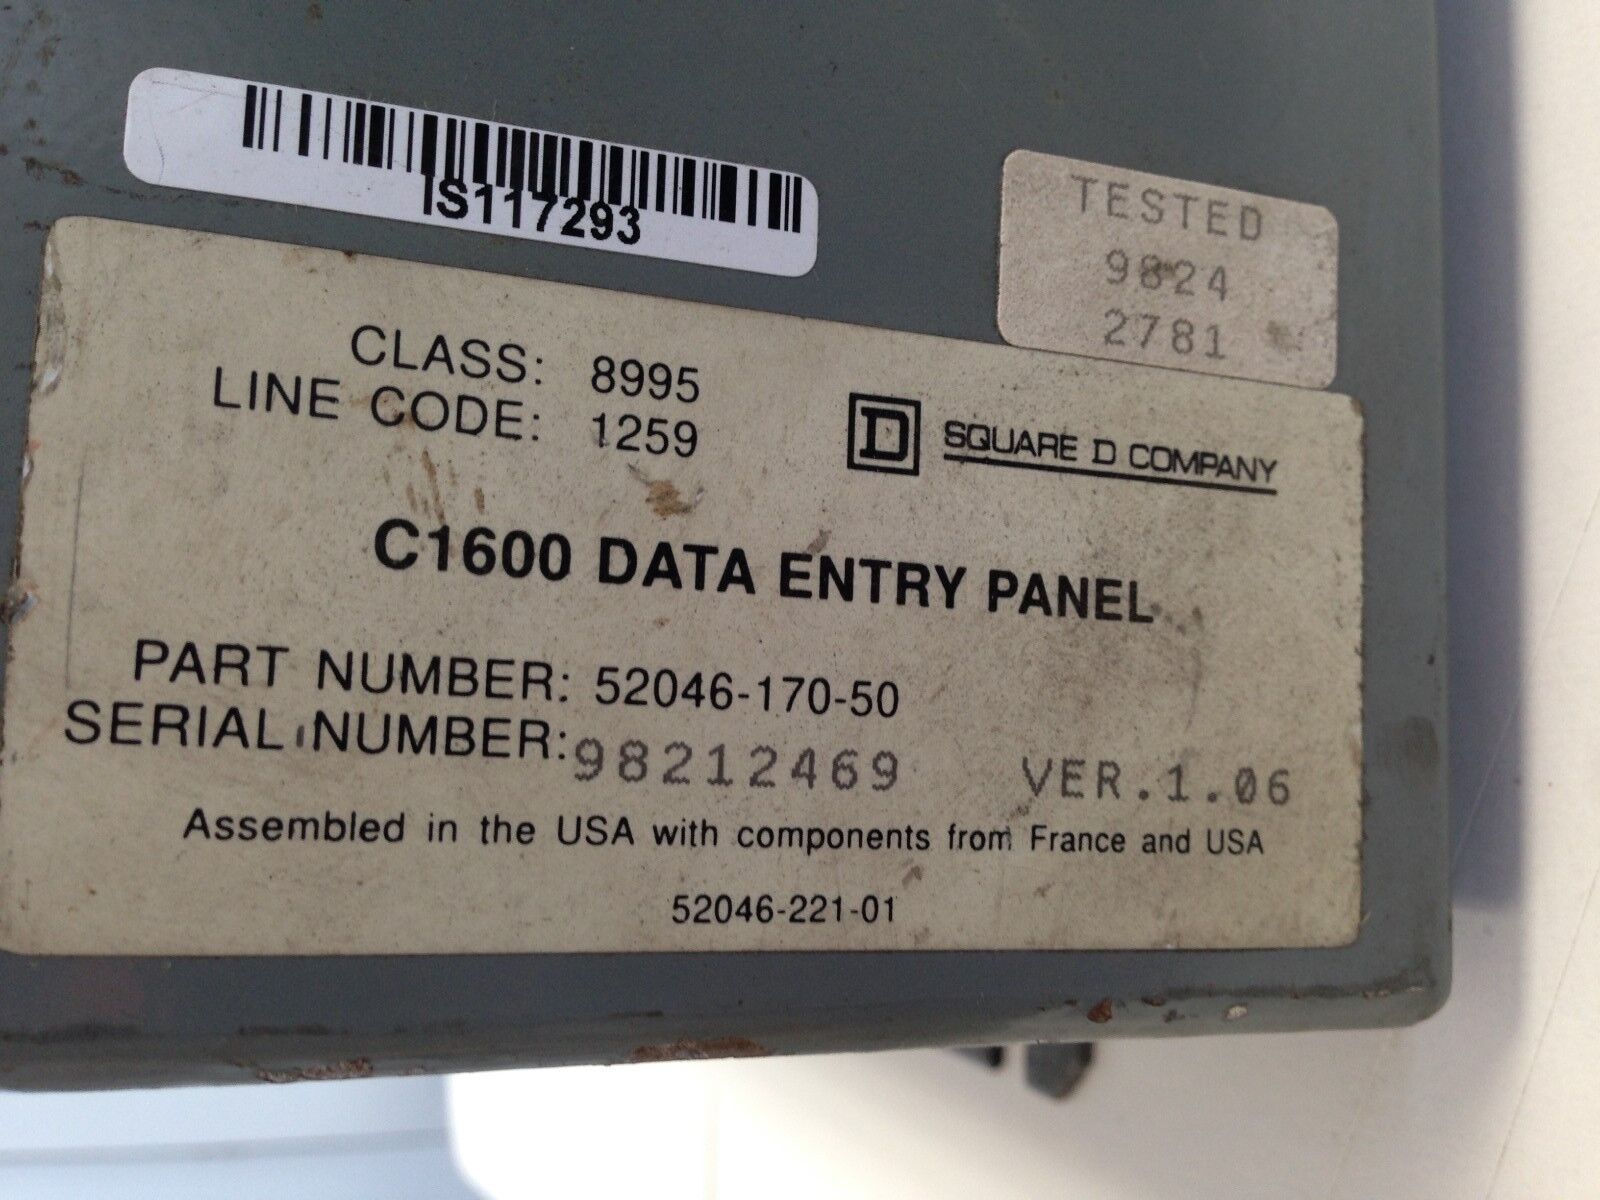 IS117293
TESTED
9824
2781
CLASS: 8995
LINE CODE: 1259
D SQUARE D COMPANY
C1600 DATA ENTRY PANEL
PART NUMBER: 52046-170-50
SERIAL NUMBER: 98212469 VER.1.06
Assembled in the USA with components from France and USA
52046-221-01